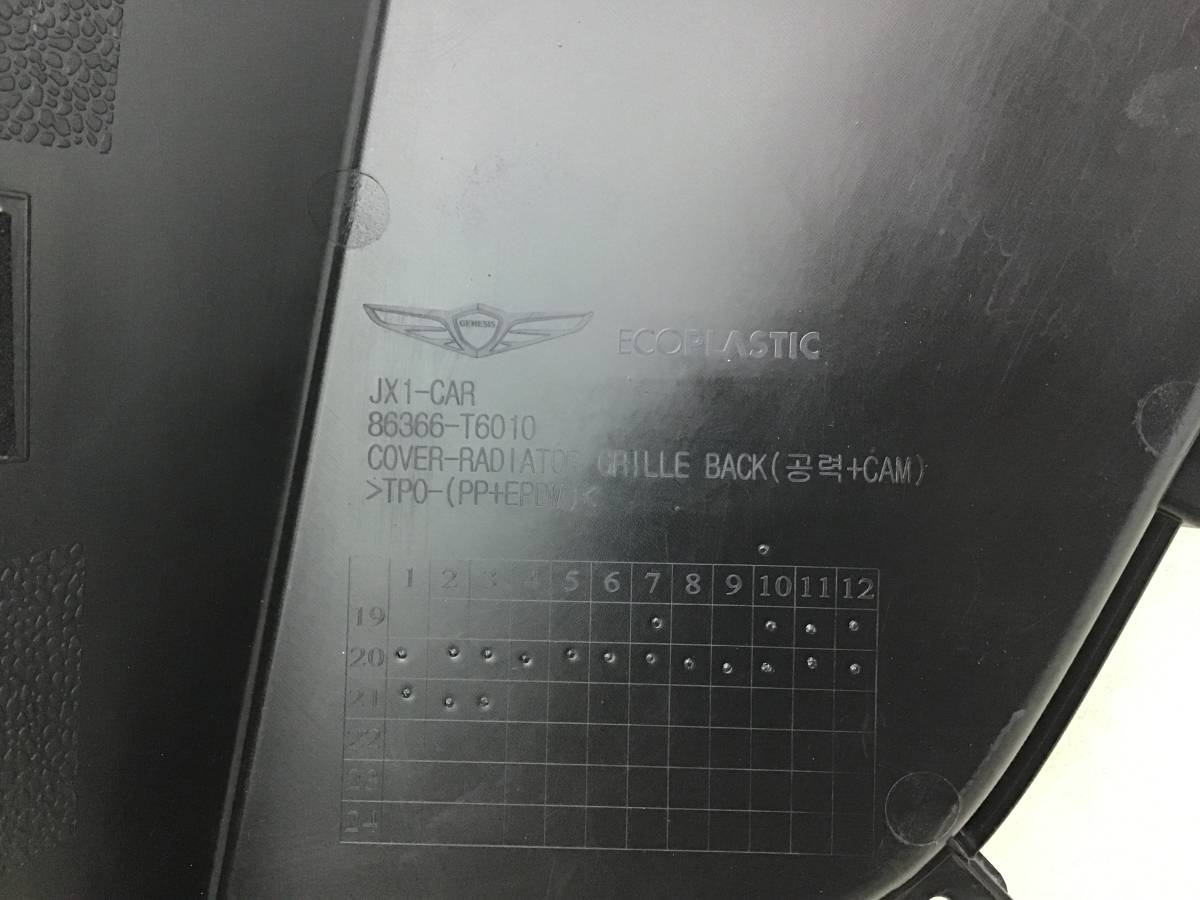 GENESIS
ECOPLASTIC
JX1-CAR
86366-T6010
COVER-RADIATOR GRILLE BACK(공력+CAM)
>TPO-(PP+EPDM)<
1 2 3 4 5 6 7 8 9 10 11 12
19
20
21
22
23
24